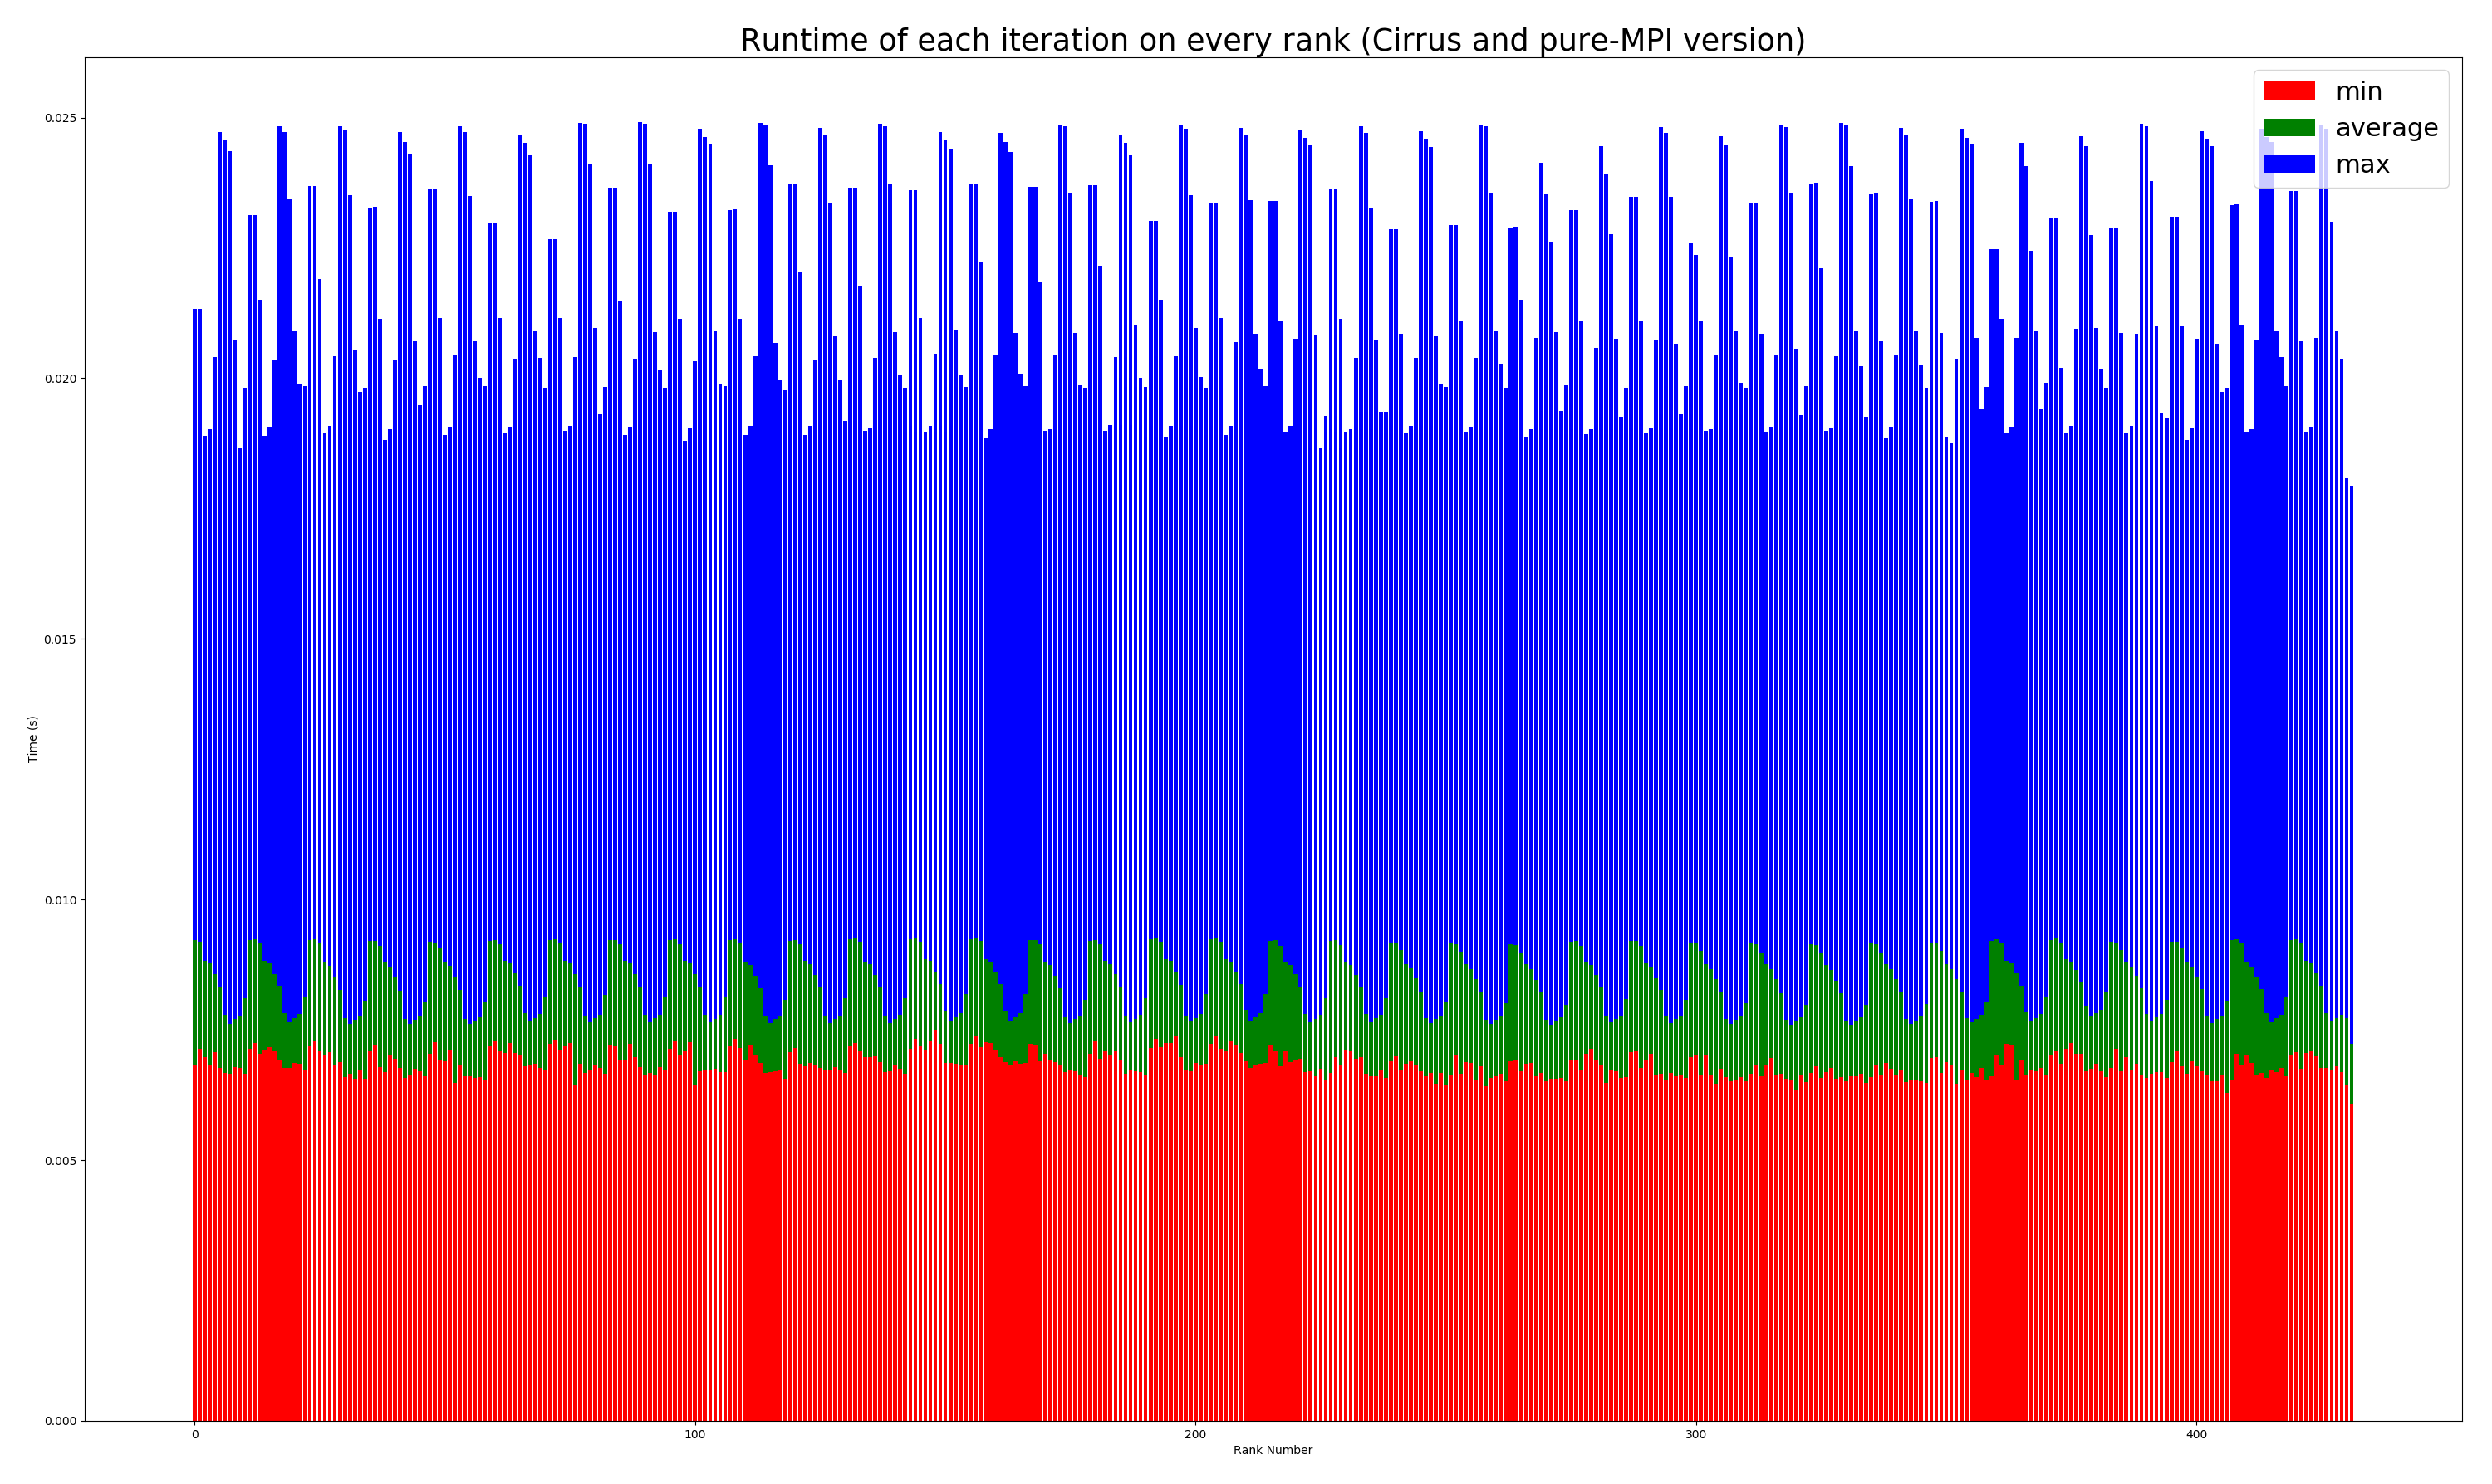 Runtime of each iteration on every rank (Cirrus and pure-MPI version)
min
average
max
0.025
0.020
0.015
0.010
0.005
0.000
Time (s)
0 100 200 300 400
Rank Number